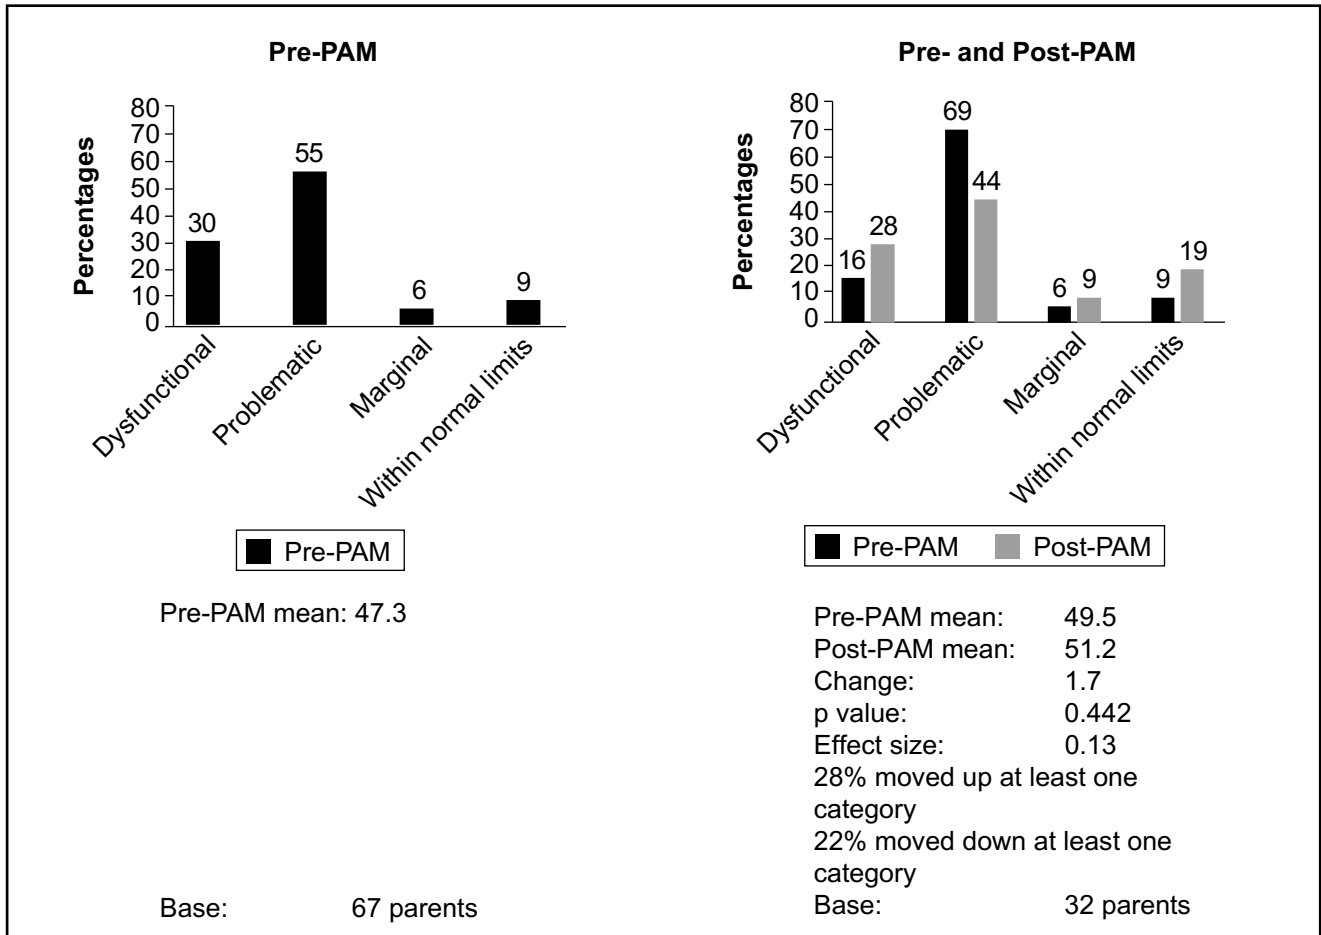 Pre-PAM
Percentages
80
70
60
50
40
30
20
10
0
30
55
6
9
Dysfunctional
Problematic
Marginal
Within normal limits
Pre-PAM
Pre-PAM mean: 47.3
Base: 67 parents
Pre- and Post-PAM
Percentages
80
70
60
50
40
30
20
10
0
16
28
69
44
6
9
9
19
Dysfunctional
Problematic
Marginal
Within normal limits
Pre-PAM Post-PAM
Pre-PAM mean: 49.5
Post-PAM mean: 51.2
Change: 1.7
p value: 0.442
Effect size: 0.13
28% moved up at least one
category
22% moved down at least one
category
Base: 32 parents